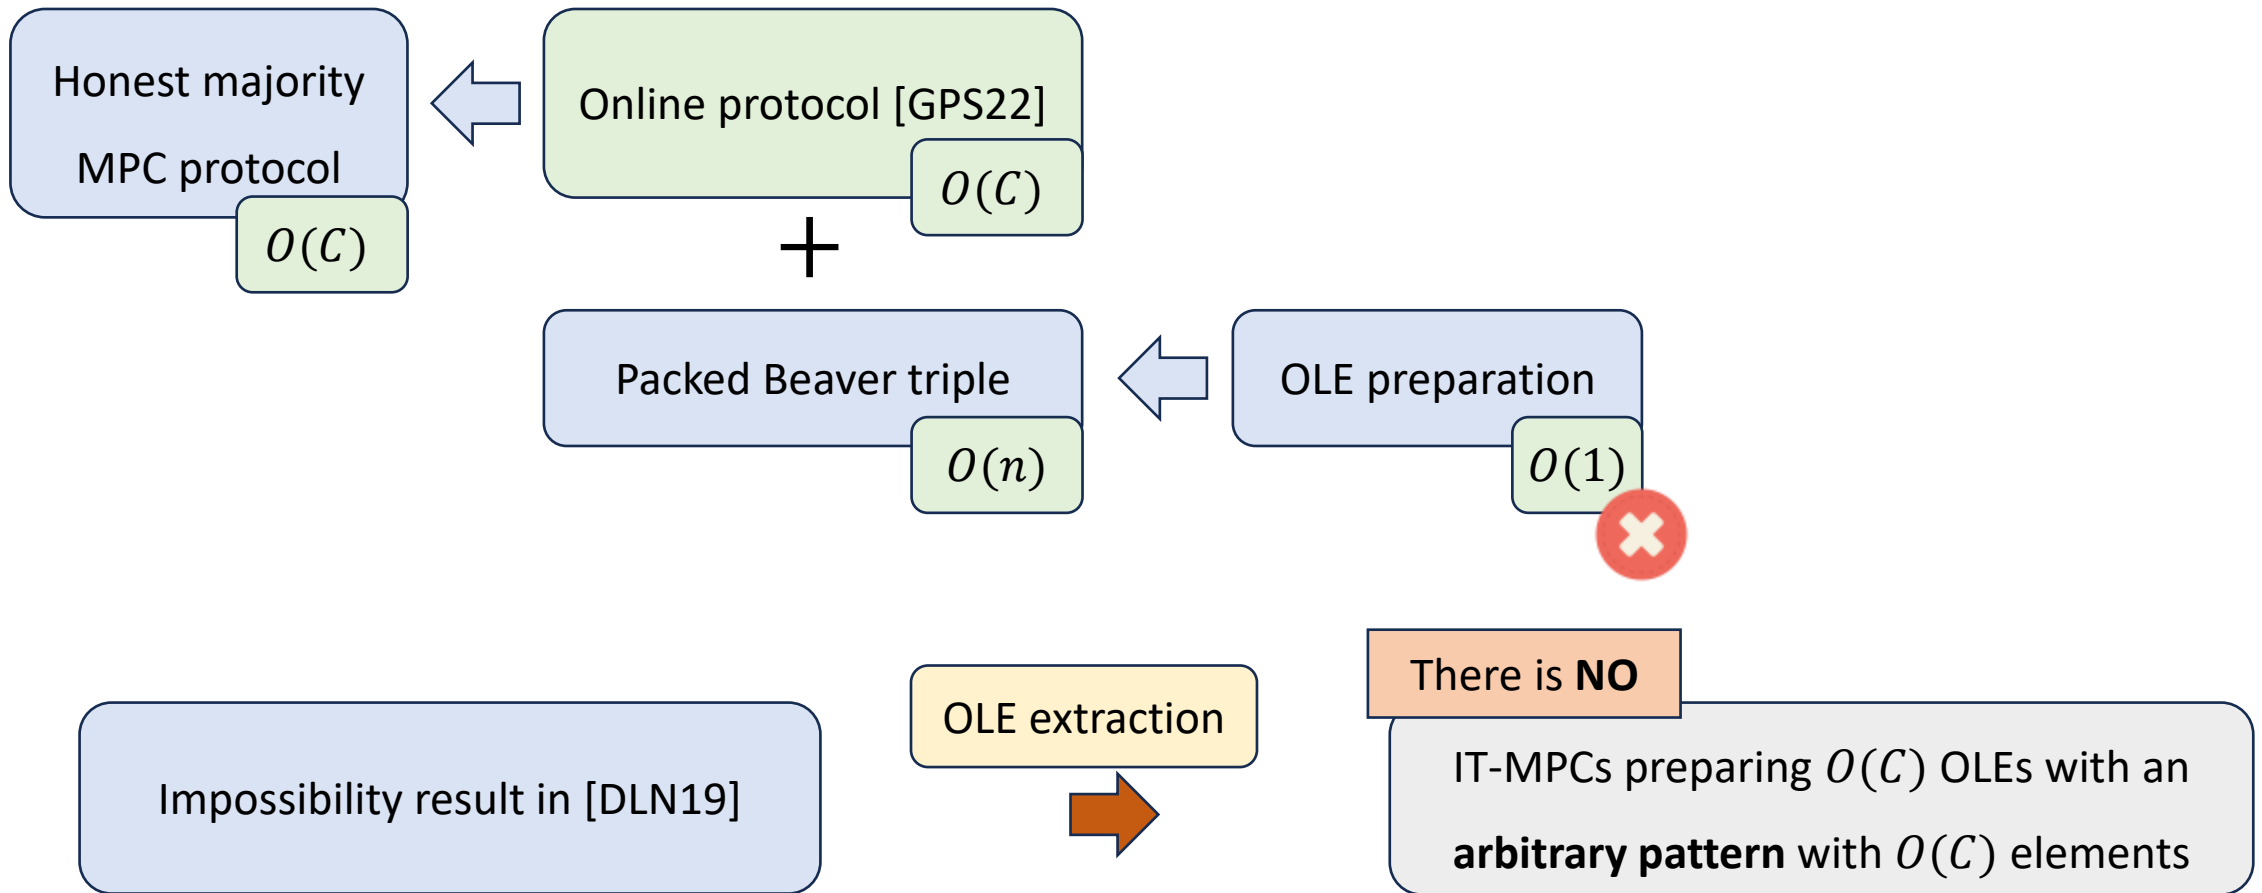 Honest majority
MPC protocol
O(C)
Online protocol [GPS22]
O(C)
+
Packed Beaver triple
O(n)
OLE preparation
O(1)
Impossibility result in [DLN19]
OLE extraction
There is NO
IT-MPCs preparing O(C) OLEs with an
arbitrary pattern with O(C) elements